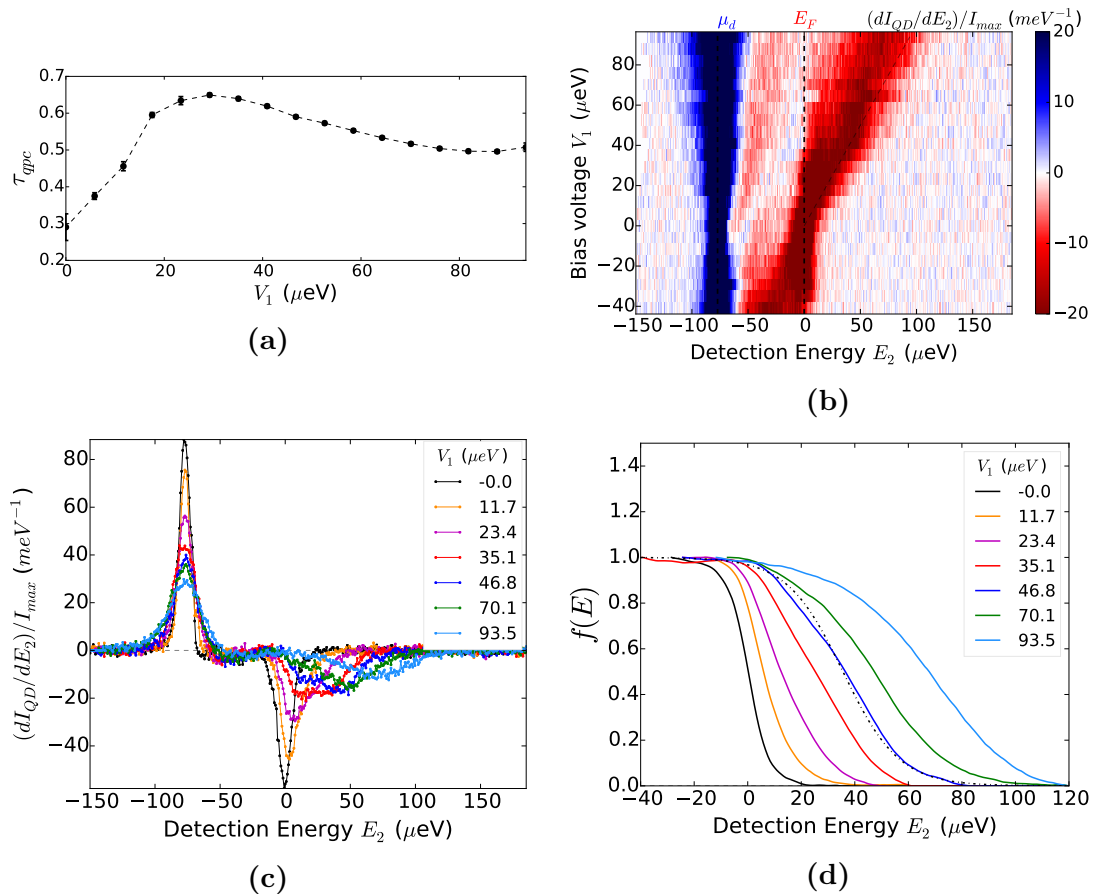 0.7
0.6
0.5
0.4
0.3
0.2
τ_qpc
0 20 40 60 80
V_1 (μeV)
(a)
μ_d E_F (dI_QD/dE_2)/I_max (meV^{-1})
80
60
40
20
0
−20
−40
Bias voltage V_1 (μeV)
−150 −100 −50 0 50 100 150
Detection Energy E_2 (μeV)
20
10
0
−10
−20
(b)
80
60
40
20
0
−20
−40
(dI_QD/dE_2)/I_max (meV^{-1})
V_1 (μeV)
-0.0
11.7
23.4
35.1
46.8
70.1
93.5
−150 −100 −50 0 50 100 150
Detection Energy E_2 (μeV)
(c)
1.4
1.2
1.0
0.8
0.6
0.4
0.2
0.0
f(E)
V_1 (μeV)
-0.0
11.7
23.4
35.1
46.8
70.1
93.5
−40 −20 0 20 40 60 80 100 120
Detection Energy E_2 (μeV)
(d)